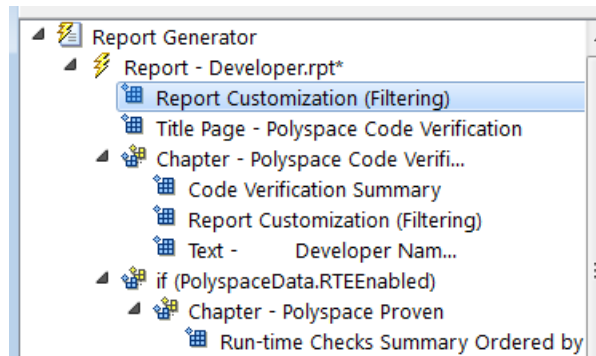 Report Generator
Report - Developer.rpt*
Report Customization (Filtering)
Title Page - Polyspace Code Verification
Chapter - Polyspace Code Verifi...
Code Verification Summary
Report Customization (Filtering)
Text - Developer Nam...
if (PolyspaceData.RTEEnabled)
Chapter - Polyspace Proven
Run-time Checks Summary Ordered by